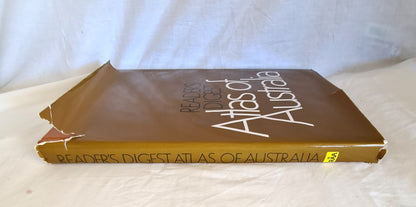 READER'S
DIGEST
Atlas of
Australia
READER'S DIGEST ATLAS OF AUSTRALIA